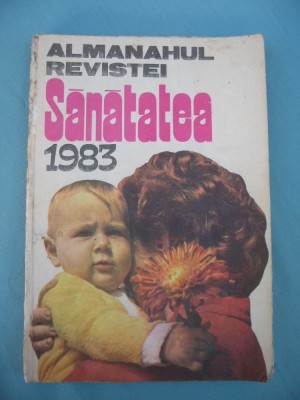 ALMANAHUL
REVISTEI
Sănătatea
1983